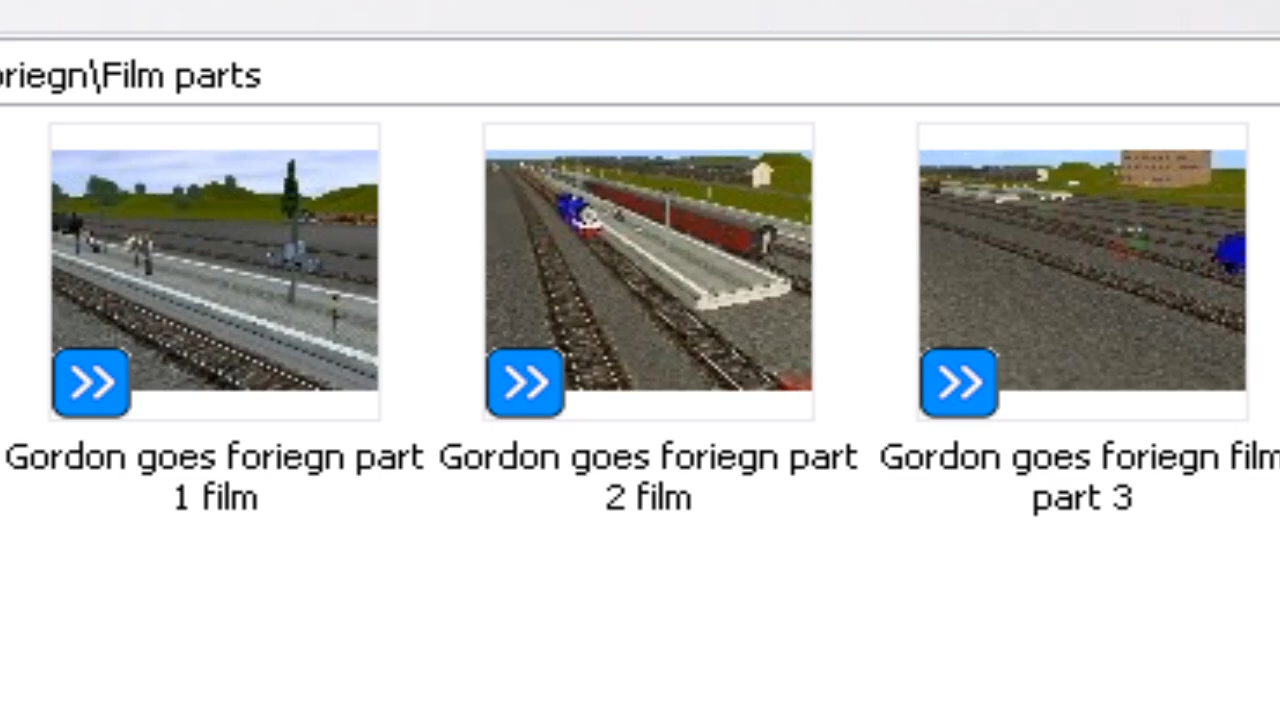 oriegn\Film parts
Gordon goes foriegn part
1 film
Gordon goes foriegn part
2 film
Gordon goes foriegn film
part 3